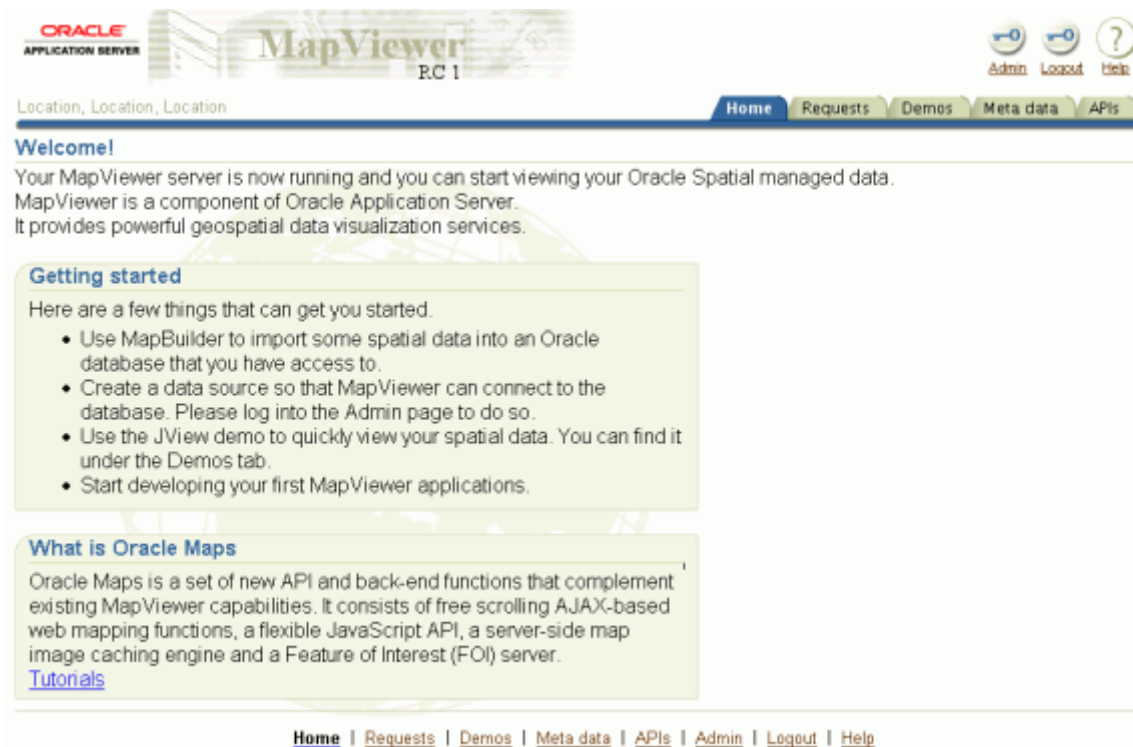 ORACLE
APPLICATION SERVER
MapViewer
RC 1
Admin Logout Help
Location, Location, Location
Home Requests Demos Meta data APIs
Welcome!
Your MapViewer server is now running and you can start viewing your Oracle Spatial managed data.
MapViewer is a component of Oracle Application Server.
It provides powerful geospatial data visualization services.
Getting started
Here are a few things that can get you started.
• Use MapBuilder to import some spatial data into an Oracle
database that you have access to.
• Create a data source so that MapViewer can connect to the
database. Please log into the Admin page to do so.
• Use the JView demo to quickly view your spatial data. You can find it
under the Demos tab.
• Start developing your first MapViewer applications.
What is Oracle Maps
Oracle Maps is a set of new API and back-end functions that complement
existing MapViewer capabilities. It consists of free scrolling AJAX-based
web mapping functions, a flexible JavaScript API, a server-side map
image caching engine and a Feature of Interest (FOI) server.
Tutorials
Home | Requests | Demos | Meta data | APIs | Admin | Logout | Help